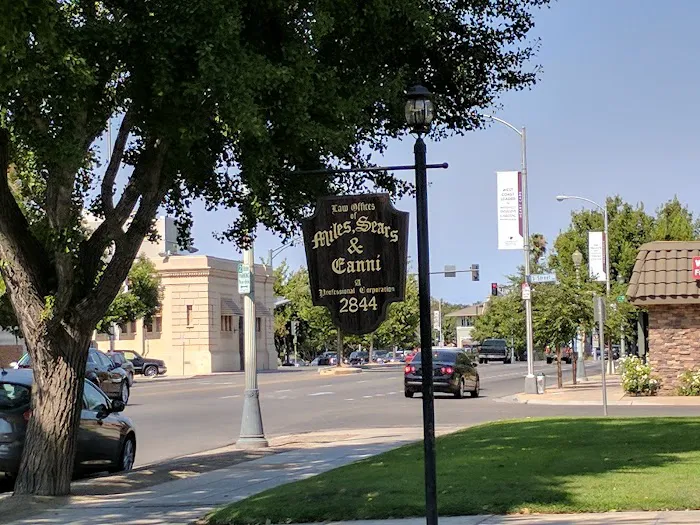 Law Offices
of
Miles, Sears
&
Eanni
A
Professional Corporation
2844